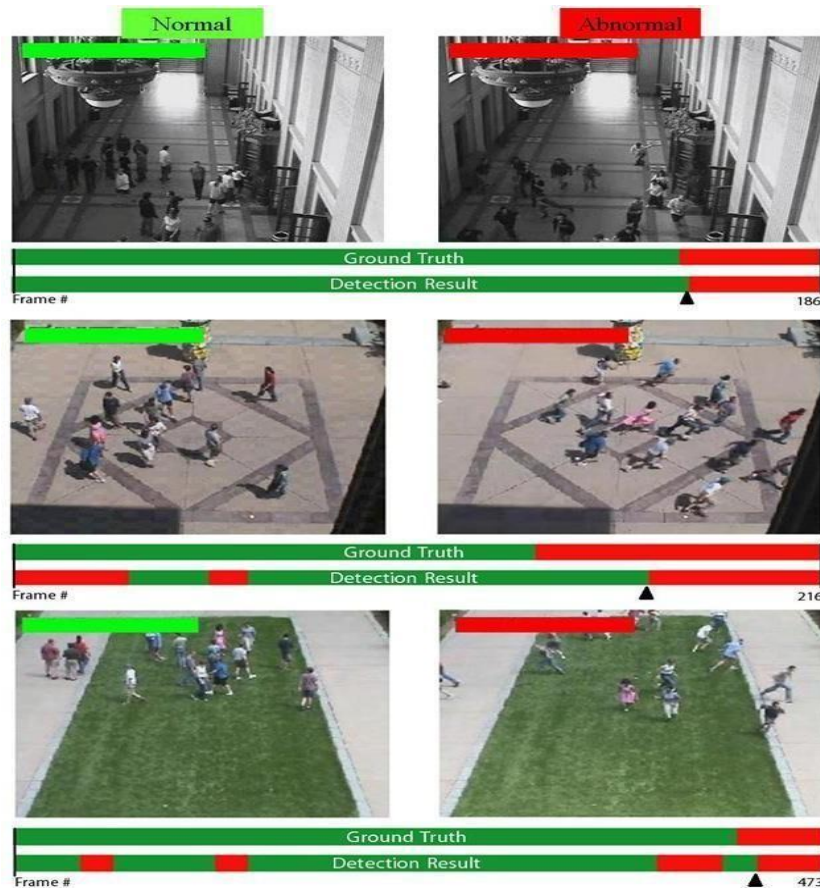 Normal
Abnormal
Ground Truth
Detection Result
Frame #
186
Ground Truth
Detection Result
Frame #
216
Ground Truth
Detection Result
Frame #
473